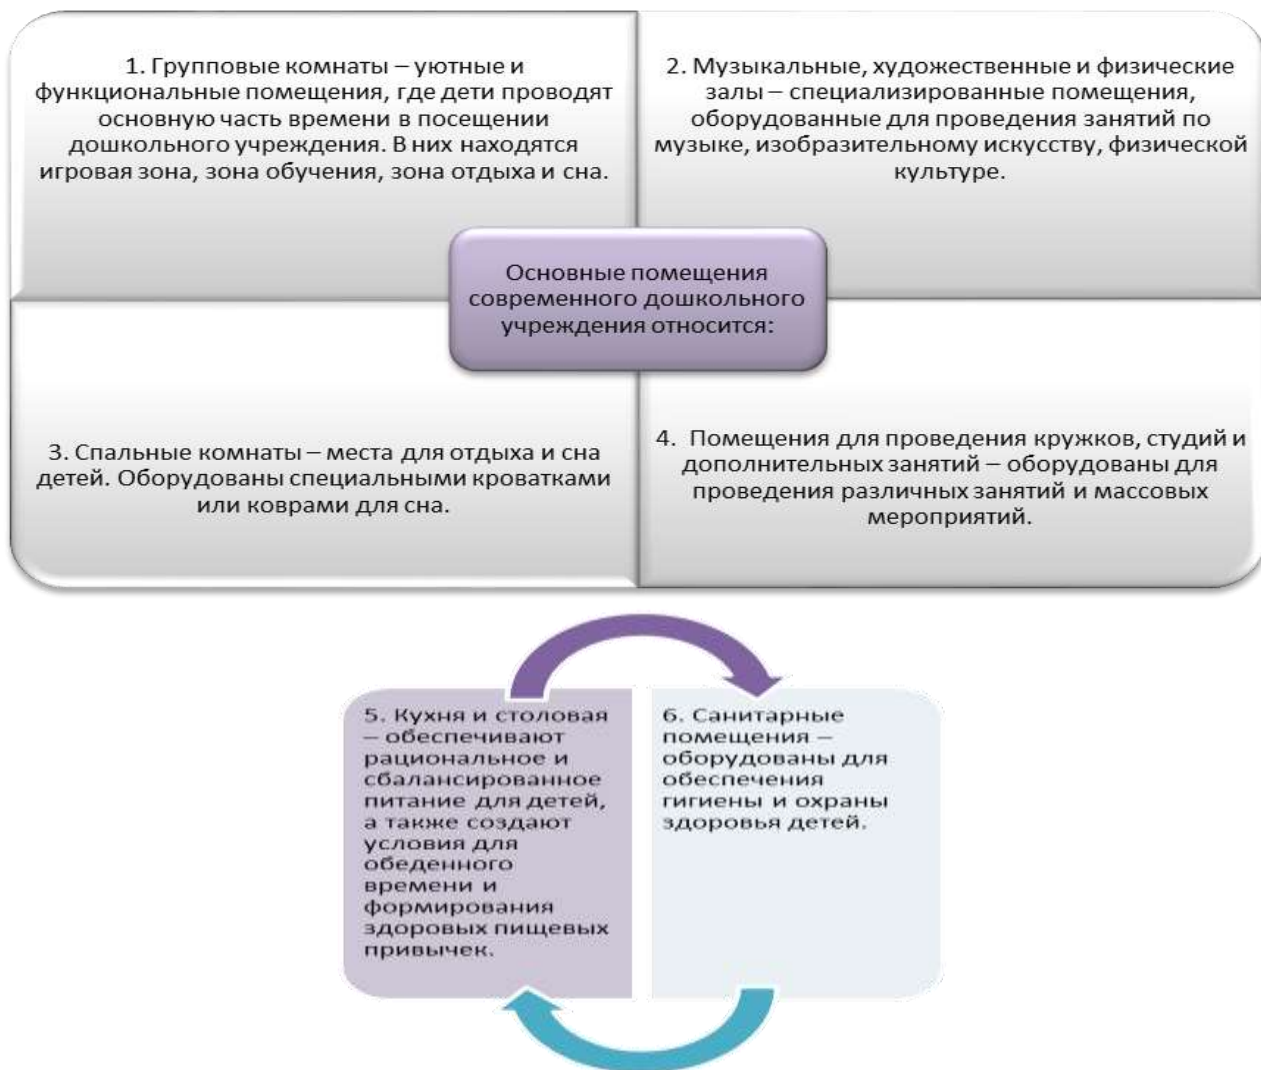 1. Групповые комнаты – уютные и
функциональные помещения, где дети проводят
основную часть времени в посещении
дошкольного учреждения. В них находятся
игровая зона, зона обучения, зона отдыха и сна.
2. Музыкальные, художественные и физические
залы – специализированные помещения,
оборудованные для проведения занятий по
музыке, изобразительному искусству, физической
культуре.
Основные помещения
современного дошкольного
учреждения относится:
3. Спальные комнаты – места для отдыха и сна
детей. Оборудованы специальными кроватками
или коврами для сна.
4. Помещения для проведения кружков, студий и
дополнительных занятий – оборудованы для
проведения различных занятий и массовых
мероприятий.
5. Кухня и столовая
– обеспечивают
рациональное и
сбалансированное
питание для детей,
а также создают
условия для
обеденного
времени и
формирования
здоровых пищевых
привычек.
6. Санитарные
помещения –
оборудованы для
обеспечения
гигиены и охраны
здоровья детей.